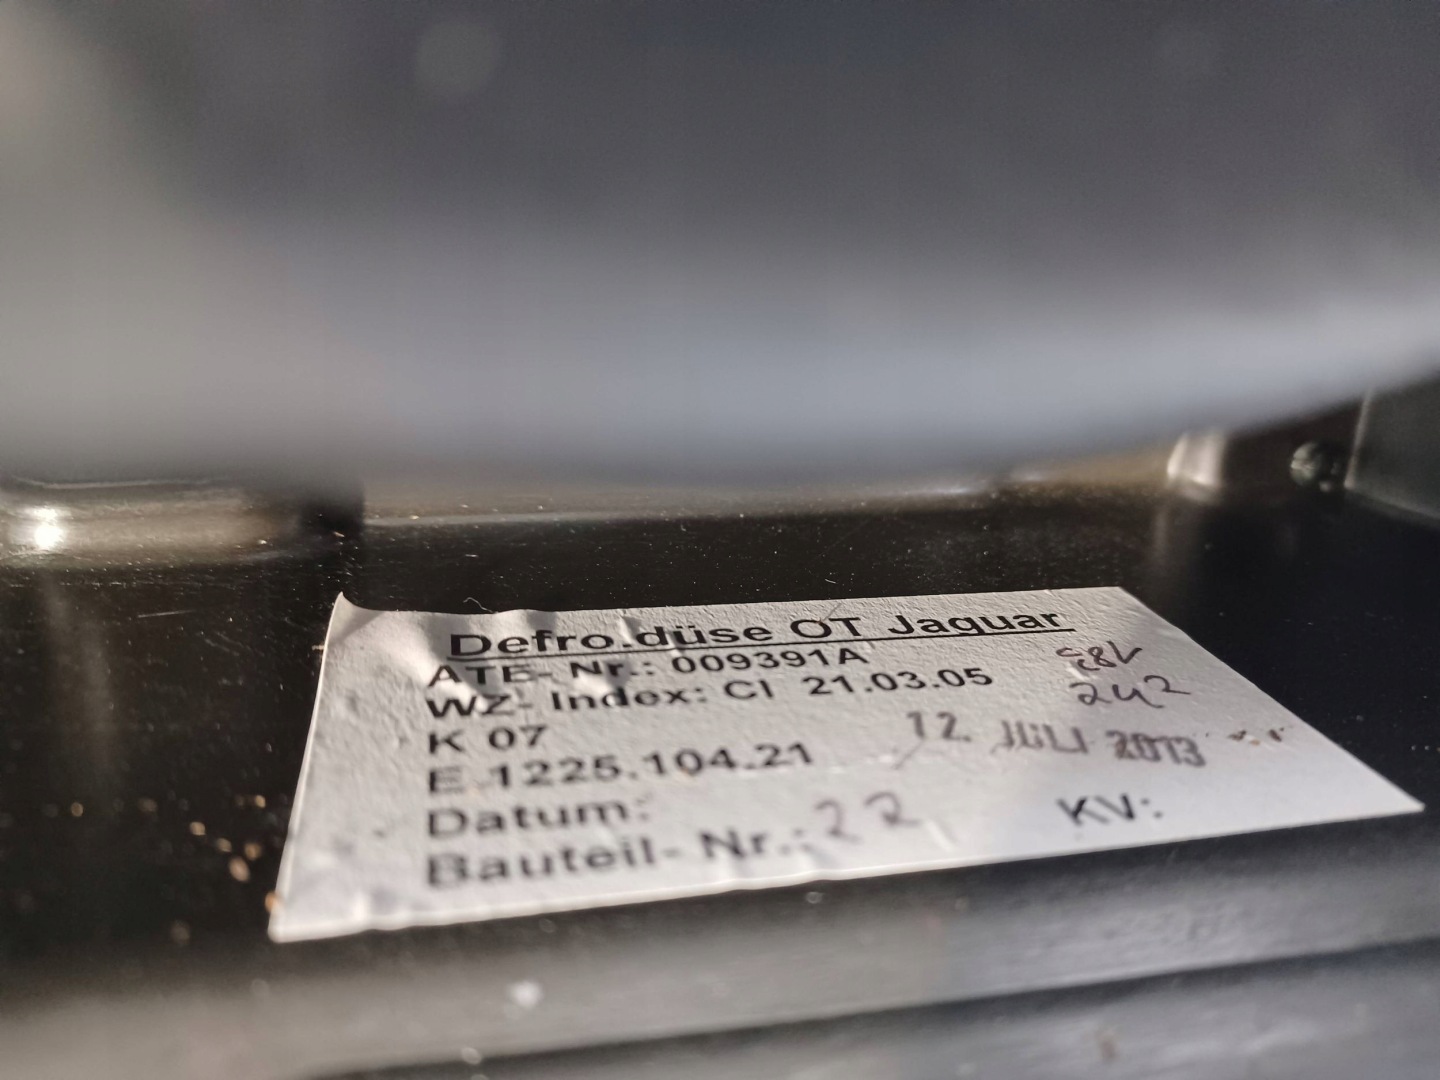 Defro.düse OT Jaguar
ATE- Nr.: 009391A
WZ- Index: CI 21.03.05
242
K 07
12. JULI 2013
E 1225.104.21
Datum:
KV:
Bauteil- Nr.: 22